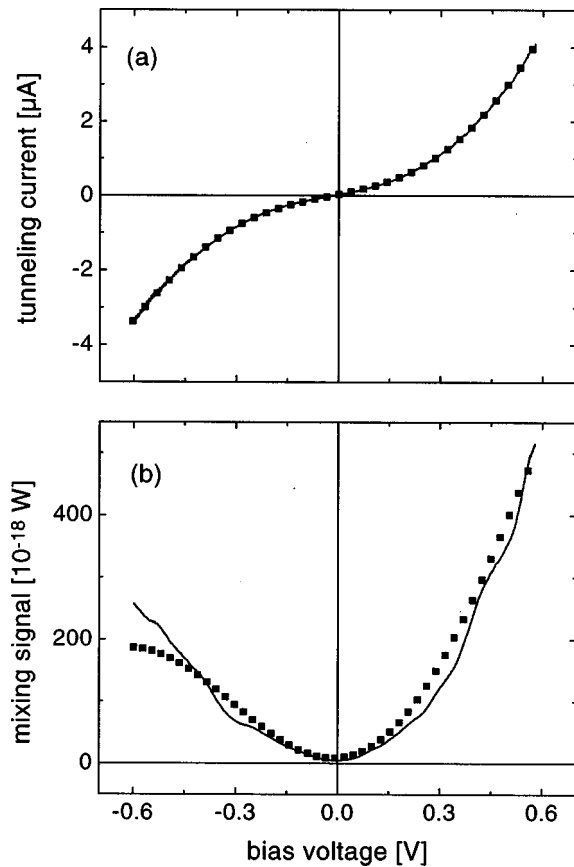 (a)
tunneling current [µA]
4
2
0
-2
-4
(b)
mixing signal [10⁻¹⁸ W]
400
200
0
-0.6 -0.3 0.0 0.3 0.6
bias voltage [V]